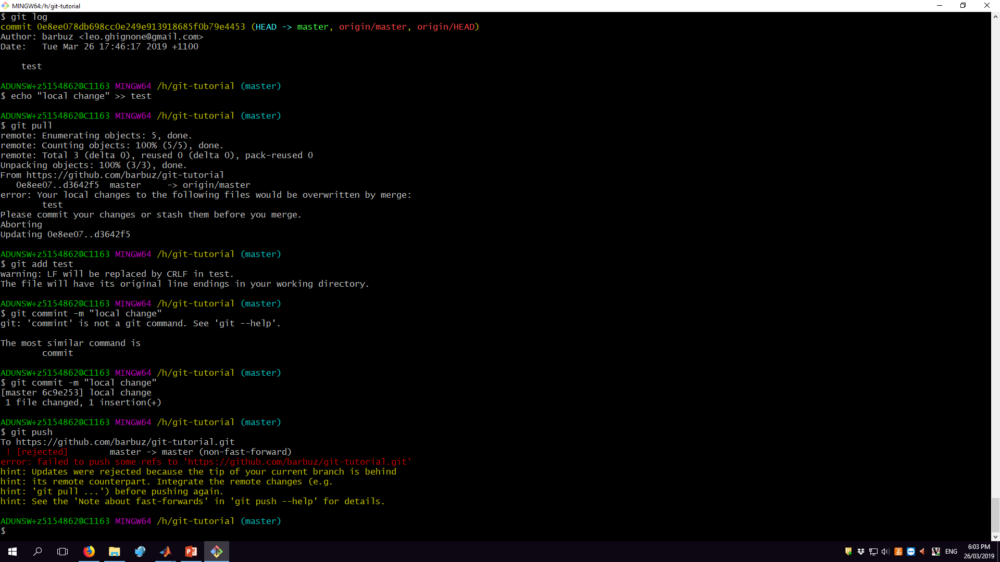 MINGW64:/h/git-tutorial
$ git log
commit 0e8ee078db698cc0e249e913918685f0b79e4453 (HEAD -> master, origin/master, origin/HEAD)
Author: barbuz <leo.ghignone@gmail.com>
Date:   Tue Mar 26 17:46:17 2019 +1100
    test
ADUNSW+z5154862@C1163 MINGW64 /h/git-tutorial (master)
$ echo "local change" >> test
ADUNSW+z5154862@C1163 MINGW64 /h/git-tutorial (master)
$ git pull
remote: Enumerating objects: 5, done.
remote: Counting objects: 100% (5/5), done.
remote: Total 3 (delta 0), reused 0 (delta 0), pack-reused 0
Unpacking objects: 100% (3/3), done.
From https://github.com/barbuz/git-tutorial
   0e8ee07..d3642f5  master     -> origin/master
error: Your local changes to the following files would be overwritten by merge:
        test
Please commit your changes or stash them before you merge.
Aborting
Updating 0e8ee07..d3642f5
ADUNSW+z5154862@C1163 MINGW64 /h/git-tutorial (master)
$ git add test
warning: LF will be replaced by CRLF in test.
The file will have its original line endings in your working directory.
ADUNSW+z5154862@C1163 MINGW64 /h/git-tutorial (master)
$ git commint -m "local change"
git: 'commint' is not a git command. See 'git --help'.
The most similar command is
        commit
ADUNSW+z5154862@C1163 MINGW64 /h/git-tutorial (master)
$ git commit -m "local change"
[master 6c9e253] local change
 1 file changed, 1 insertion(+)
ADUNSW+z5154862@C1163 MINGW64 /h/git-tutorial (master)
$ git push
To https://github.com/barbuz/git-tutorial.git
 ! [rejected]        master -> master (non-fast-forward)
error: failed to push some refs to 'https://github.com/barbuz/git-tutorial.git'
hint: Updates were rejected because the tip of your current branch is behind
hint: its remote counterpart. Integrate the remote changes (e.g.
hint: 'git pull ...') before pushing again.
hint: See the 'Note about fast-forwards' in 'git push --help' for details.
ADUNSW+z5154862@C1163 MINGW64 /h/git-tutorial (master)
$
ENG
6:03 PM
26/03/2019